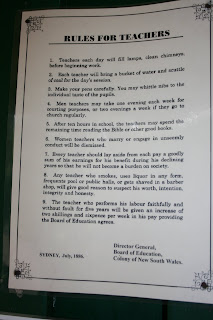 RULES FOR TEACHERS
1. Teachers each day will fill lamps, clean chimneys,
before beginning work.
2. Each teacher will bring a bucket of water and scuttle
of coal for the day's session.
3. Make your pens carefully. You may whittle nibs to the
individual taste of the pupils.
4. Men teachers may take one evening each week for
courting purposes, or two evenings a week if they go to
church regularly.
5. After ten hours in school, the teachers may spend the
remaining time reading the Bible or other good books.
6. Women teachers who marry or engage in unseemly
conduct will be dismissed.
7. Every teacher should lay aside from each pay a goodly
sum of his earnings for his benefit during his declining
years so that he will not become a burden on society.
8. Any teacher who smokes, uses liquor in any form,
frequents pool or public halls, or gets shaved in a barber
shop, will give good reason to suspect his worth, intention,
integrity and honesty.
9. The teacher who performs his labour faithfully and
without fault for five years will be given an increase of
two shillings and sixpence per week in his pay providing
the Board of Education agrees.
Director General,
Board of Education,
SYDNEY, July, Colony of New South Wales.